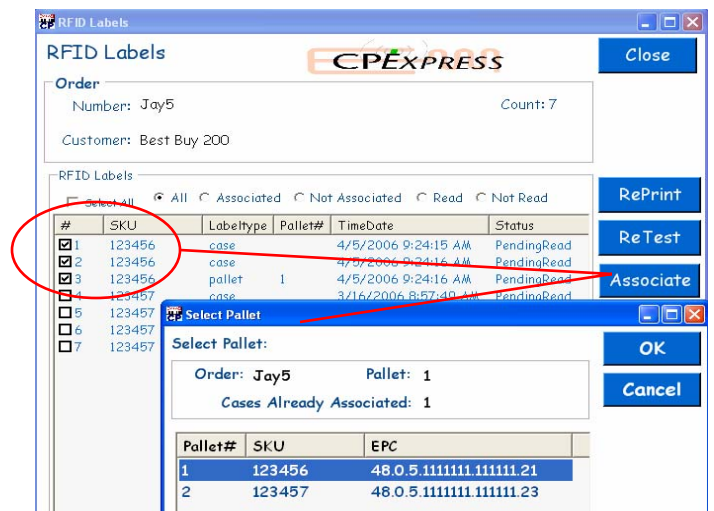 RFID Labels
RFID Labels
CPEXPRESS
Close
Order
Number: Jay5
Count: 7
Customer: Best Buy 200
RFID Labels
Select All All Associated Not Associated Read Not Read
RePrint
ReTest
Associate
# SKU Labeltype Pallet# TimeDate Status
1 123456 case 4/5/2006 9:24:15 AM PendingRead
2 123456 case 4/5/2006 9:24:16 AM PendingRead
3 123456 pallet 1 4/5/2006 9:24:16 AM PendingRead
4 123457 case 3/16/2006 8:57:49 AM PendingRead
5 123457
6 123457
7 123457
Select Pallet
Select Pallet:
OK
Cancel
Order: Jay5 Pallet: 1
Cases Already Associated: 1
Pallet# SKU EPC
1 123456 48.0.5.1111111.111111.21
2 123457 48.0.5.1111111.111111.23